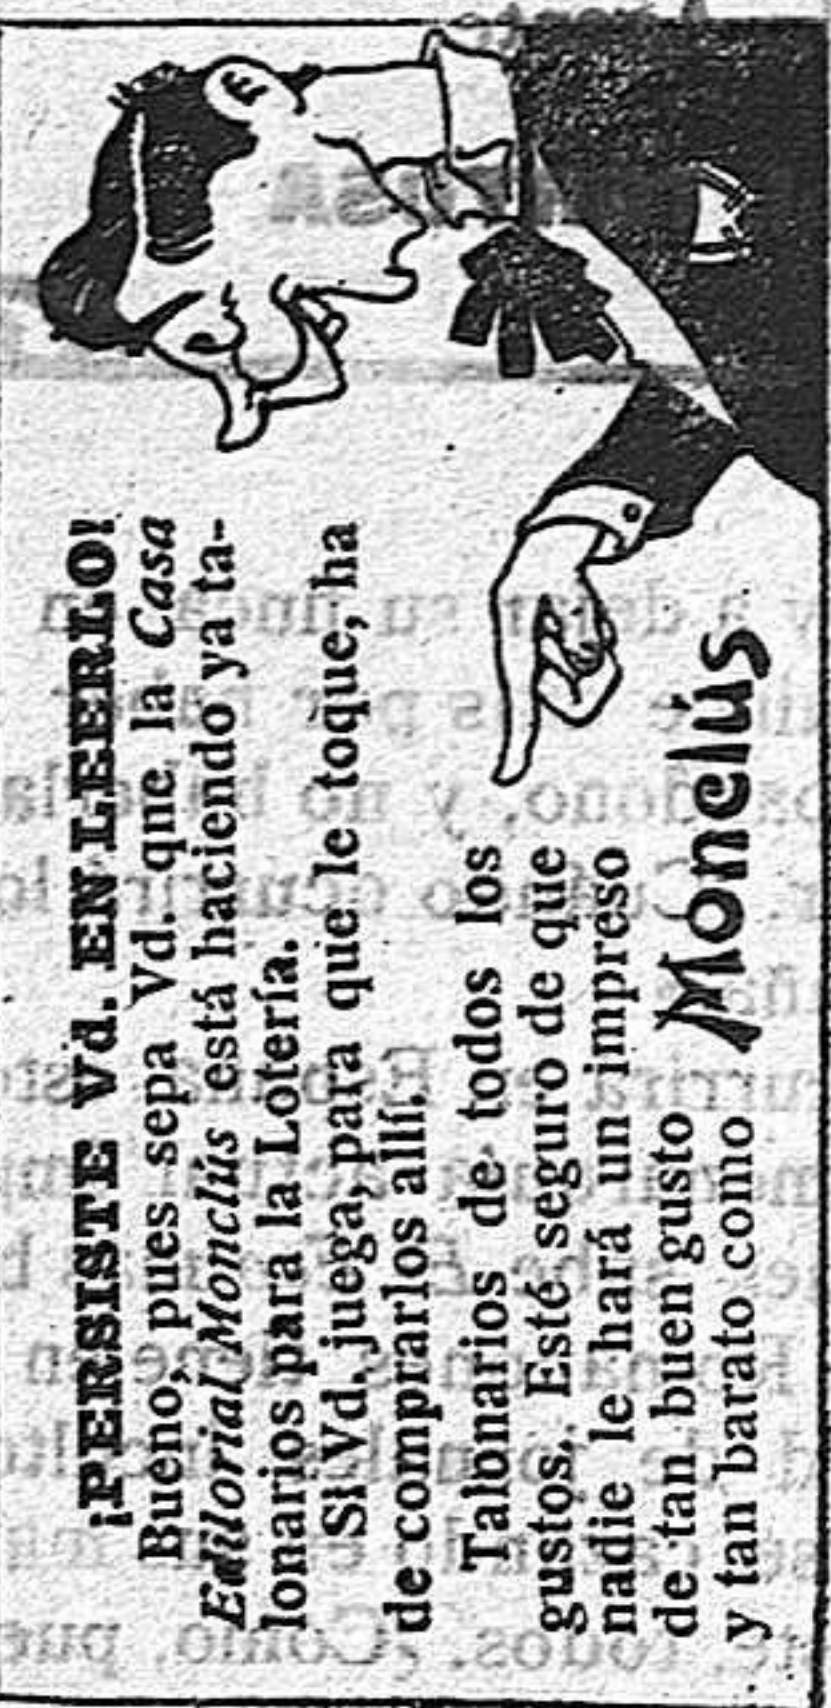 ¡PERSISTE Vd. EN LEERLO!
Bueno, pues sepa Vd. que la Casa
Editorial Monclús está haciendo ya ta-
lonarios para la Lotería.
Si Vd. juega, para que le toque, ha
de comprarlos allí.
Talonarios de todos los
gustos. Esté seguro de que
nadie le hará un impreso
de tan buen gusto
y tan barato como Monclús